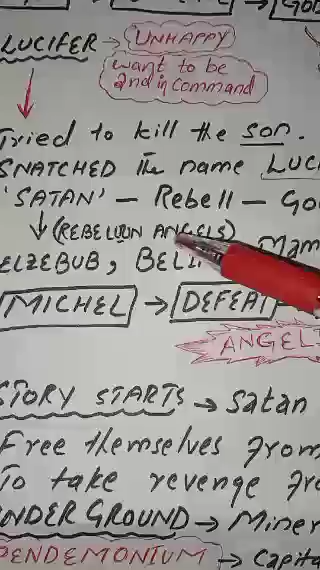 LUCIFER → UNHAPPY
want to be
2nd in command
Tried to kill the son.
SNATCHED the name LUCI
'SATAN' – Rebell – Go
(REBELLION ANGELS)
ELZEBUB, BELI Mam
MICHEL → DEFEAT
ANGEL
STORY STARTS → Satan
Free themselves from
To take revenge fr
UNDER GROUND → Miner
PENDEMONIUM → Capita